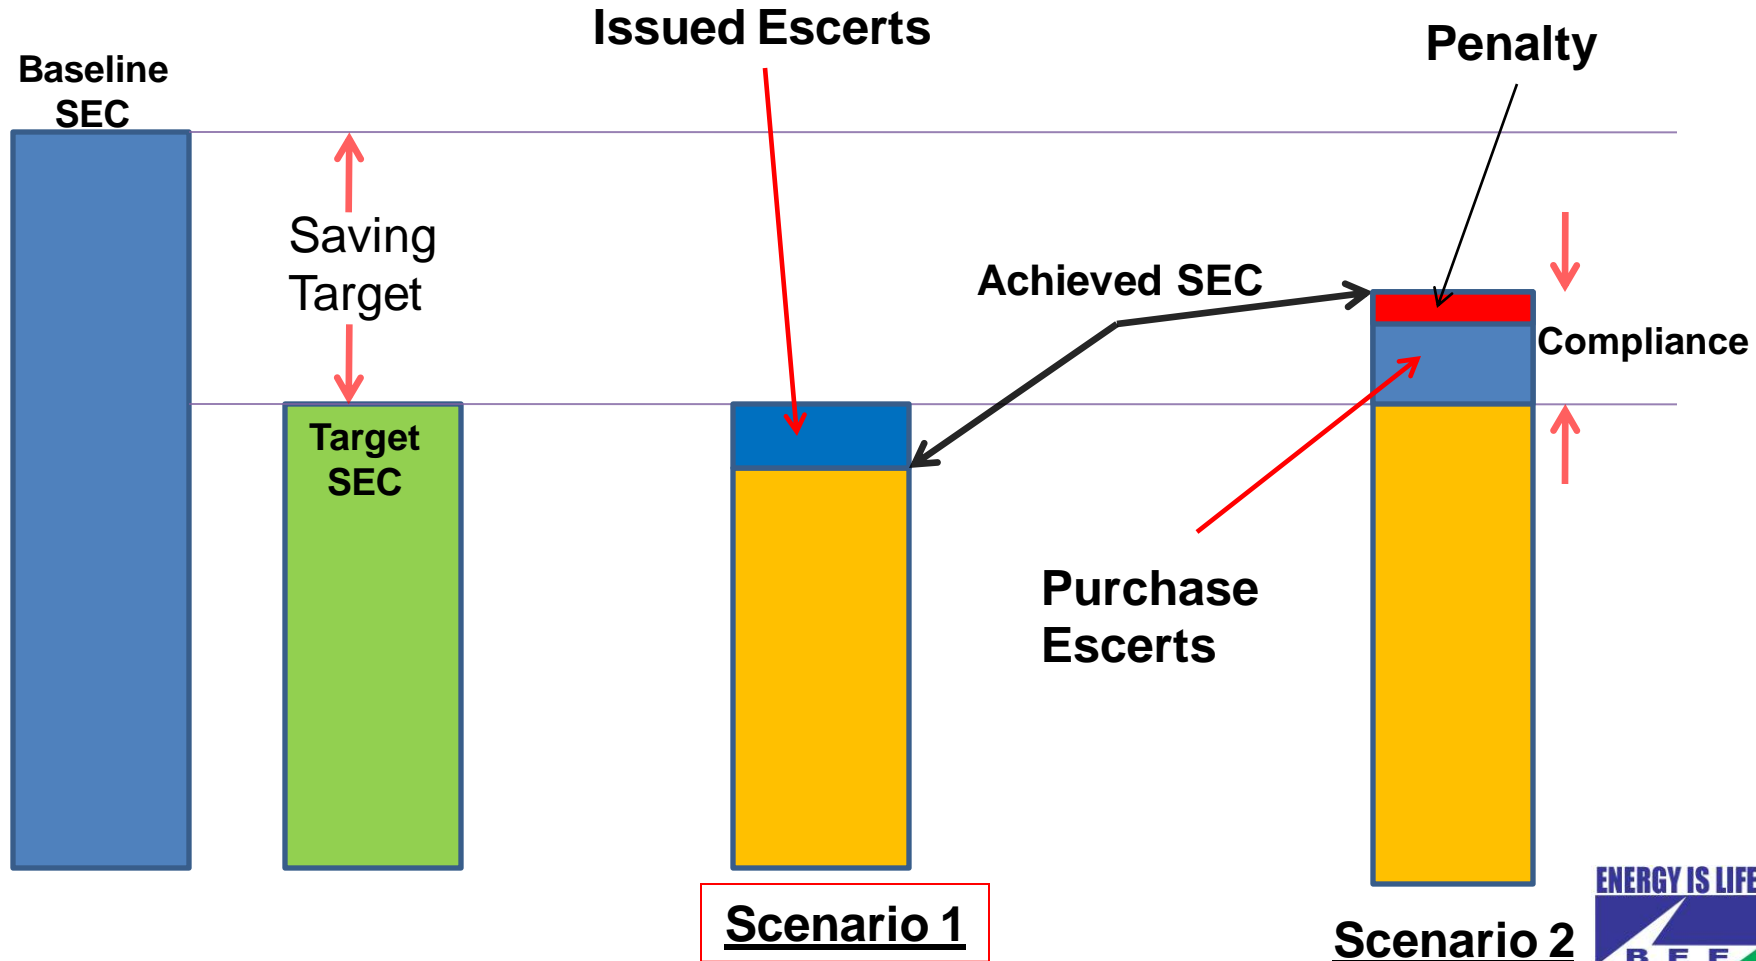 Issued Escerts
Penalty
Baseline
SEC
Saving
Target
Achieved SEC
Compliance
Target
SEC
Purchase
Escerts
Scenario 1
Scenario 2
ENERGY IS LIFE
B E E